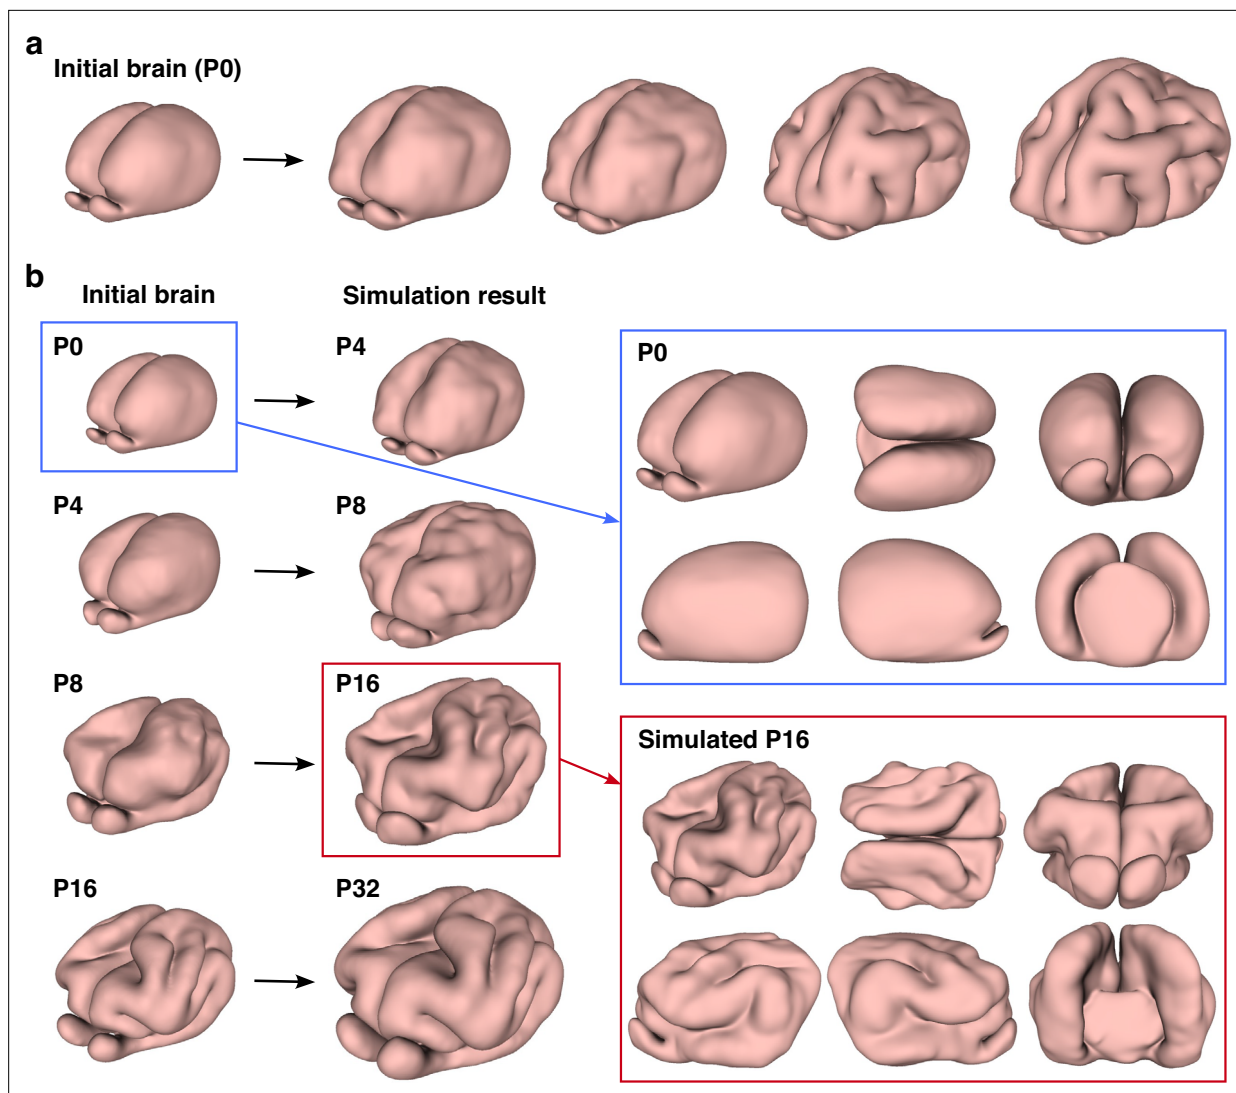 a
Initial brain (P0)
b
Initial brain
Simulation result
P0
P4
P0
P4
P8
P8
P16
Simulated P16
P16
P32